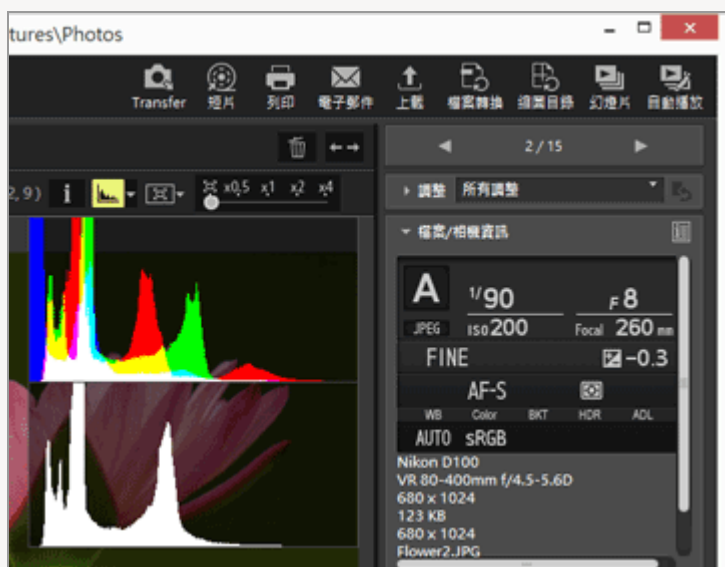 tures\Photos
Transfer 短片 列印 電子郵件 上載 檔案轉換 縮圖目錄 幻燈片 自動播放
2 / 15
2,9) x0,5 x1 x2 x4
調整 所有調整
檔案/相機資訊
A 1/90 F8
JPEG ISO200 Focal 260 mm
FINE -0.3
AF-S
WB Color BKT HDR ADL
AUTO sRGB
Nikon D100
VR 80-400mm f/4.5-5.6D
680 x 1024
123 KB
680 x 1024
Flower2.JPG